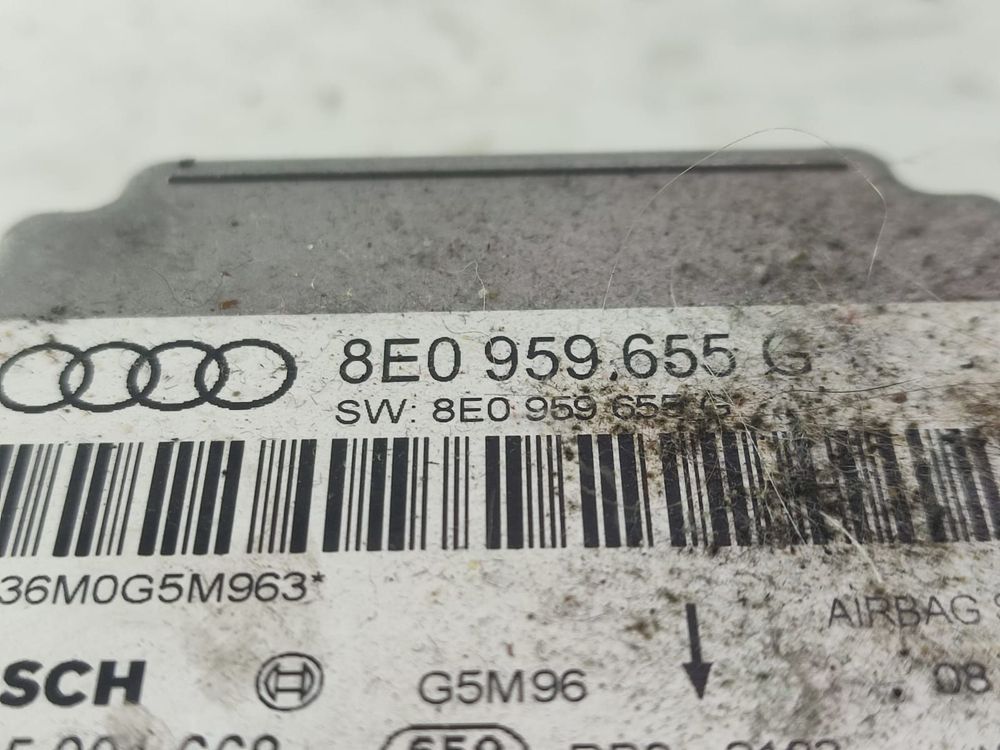 8E0 959 655 G
SW: 8E0 959 655 G
36M0G5M963*
AIRBAG
SCH G5M96 08